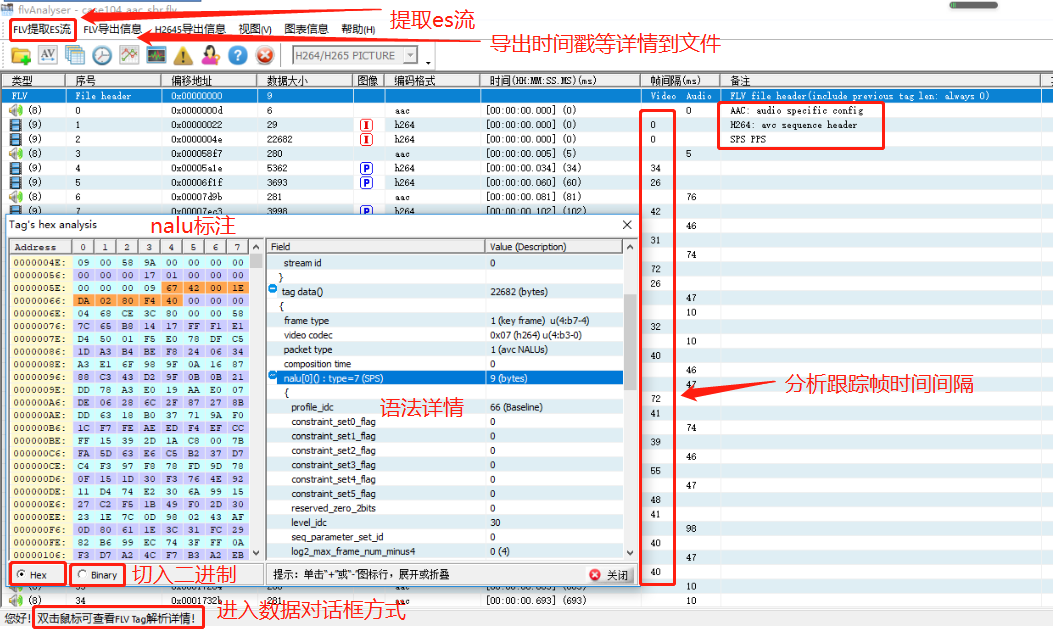 flvAnalyser - case104_aac_sbr.flv
提取es流
FLV提取ES流 FLV导出信息 H2645导出信息 视图(V) 图表信息 帮助(H)
导出时间戳等详情到文件
H264/H265 PICTURE
类型 序号 偏移地址 数据大小 图像 编码格式 时间(HH:MM:SS.MS)(ms) 帧间隔(ms) 备注
FLV File header 0x00000000 9 Video Audio FLV file header(include previous tag len: always 0)
(8) 0 0x0000000d 6 aac [00:00:00.000] (0) 0 AAC: audio specific config
(9) 1 0x00000022 29 I h264 [00:00:00.000] (0) 0 H264: avc sequence header
(9) 2 0x0000004e 22682 I h264 [00:00:00.000] (0) 0 SPS PPS
(8) 3 0x000058f7 280 aac [00:00:00.005] (5) 5
(9) 4 0x00005a1e 5362 P h264 [00:00:00.034] (34) 34
(9) 5 0x00006f1f 3693 P h264 [00:00:00.060] (60) 26
(8) 6 0x00007d9b 281 aac [00:00:00.081] (81) 76
(9) 7 0x00007ec3 3998 P h264 [00:00:00.102] (102) 42
46
31
74
72
26
47
10
32
10
40
46
47
72
41
74
39
46
55
47
48
41
98
40
47
40
分析跟踪帧时间间隔
Tag's hex analysis
nalu标注
Address 0 1 2 3 4 5 6 7
0000004E: 09 00 58 9A 00 00 00 00
00000056: 00 00 00 17 01 00 00 00
0000005E: 00 00 00 09 67 42 00 1E
00000066: DA 02 80 F4 40 00 00 00
0000006E: 04 68 CE 3C 80 00 00 58
00000076: 7C 65 B8 14 17 FF F1 E1
0000007E: D4 50 01 F5 E0 78 DF C5
00000086: 1D A3 B4 BE F8 24 06 34
0000008E: A3 E1 6F 98 9F 0A 16 87
00000096: 88 C3 43 D2 9F 0B 0B 21
0000009E: DD 78 A3 E0 19 AA E0 07
000000A6: DE 06 28 6C 2F 87 27 8B
000000AE: DD 63 18 B0 37 71 9A F0
000000B6: 1C F7 FE AE ED F4 EF CC
000000BE: FF 15 39 2D 1A C8 00 7B
000000C6: FA 5D 63 E6 C5 B2 37 D7
000000CE: C4 F3 97 F8 78 FD 9D 78
000000D6: 0F 15 1D 30 F3 76 4E 92
000000DE: 11 D4 74 E2 30 6A 99 15
000000E6: 27 C2 F5 1B 49 F0 2D 30
000000EE: 23 1E 7C 0D 98 02 43 AF
000000F6: 0D 80 61 1E 3C 31 FC 29
000000FE: 82 B6 99 EC 74 3F FF 0A
00000106: F3 D7 A2 4C F7 B3 A2 EB
Field Value (Description)
stream id 0
}
tag data() 22682 (bytes)
{
frame type 1 (key frame) u(4:b7-4)
video codec 0x07 (h264) u(4:b3-0)
packet type 1 (avc NALUs)
composition time 0
nalu[0]() : type=7 (SPS) 9 (bytes)
{
profile_idc 66 (Baseline)
语法详情
constraint_set0_flag 0
constraint_set1_flag 0
constraint_set2_flag 0
constraint_set3_flag 0
constraint_set4_flag 0
constraint_set5_flag 0
reserved_zero_2bits 0
level_idc 30
seq_parameter_set_id 0
log2_max_frame_num_minus4 0 (4)
Hex Binary 切入二进制
提示：单击"+"或"-"图标行，展开或折叠 关闭
(8) 34 0x0001732b 281 aac [00:00:00.693] (693) 10
10
您好! 双击鼠标可查看FLV Tag解析详情!
进入数据对话框方式